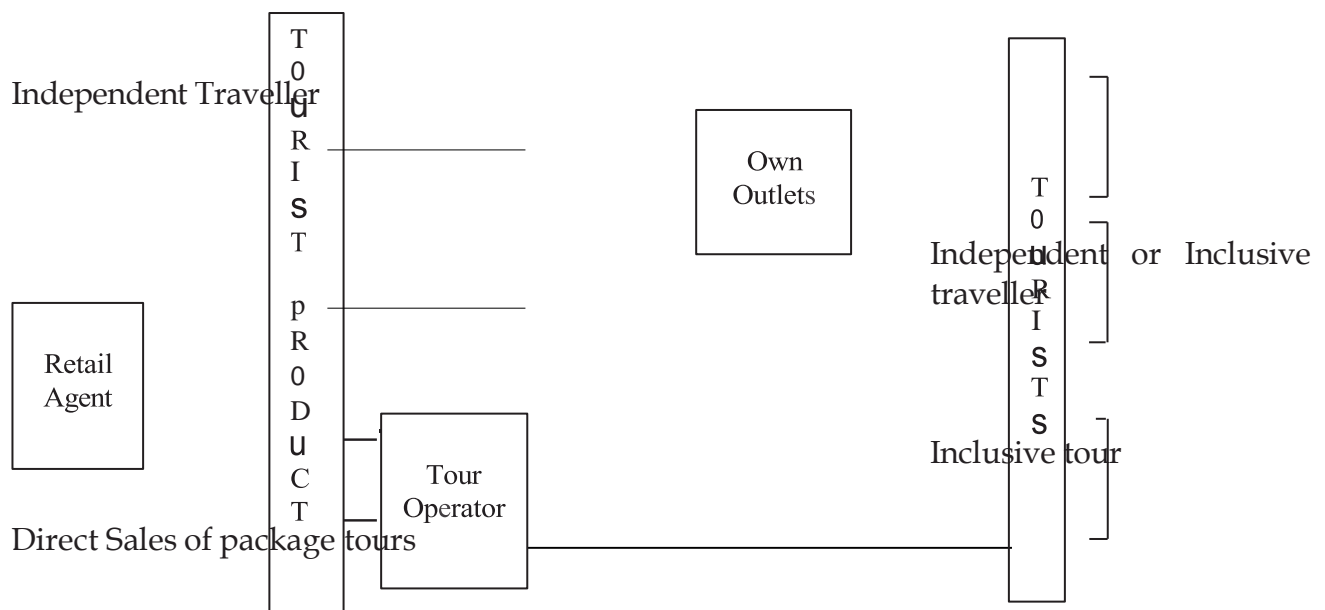 Independent Traveller
T
0
u
R
I
s
T
p
R
0
D
u
C
T
Retail
Agent
Direct Sales of package tours
Tour
Operator
Own
Outlets
T
0
u
R
I
s
T
s
Independent or Inclusive
traveller
Inclusive tour